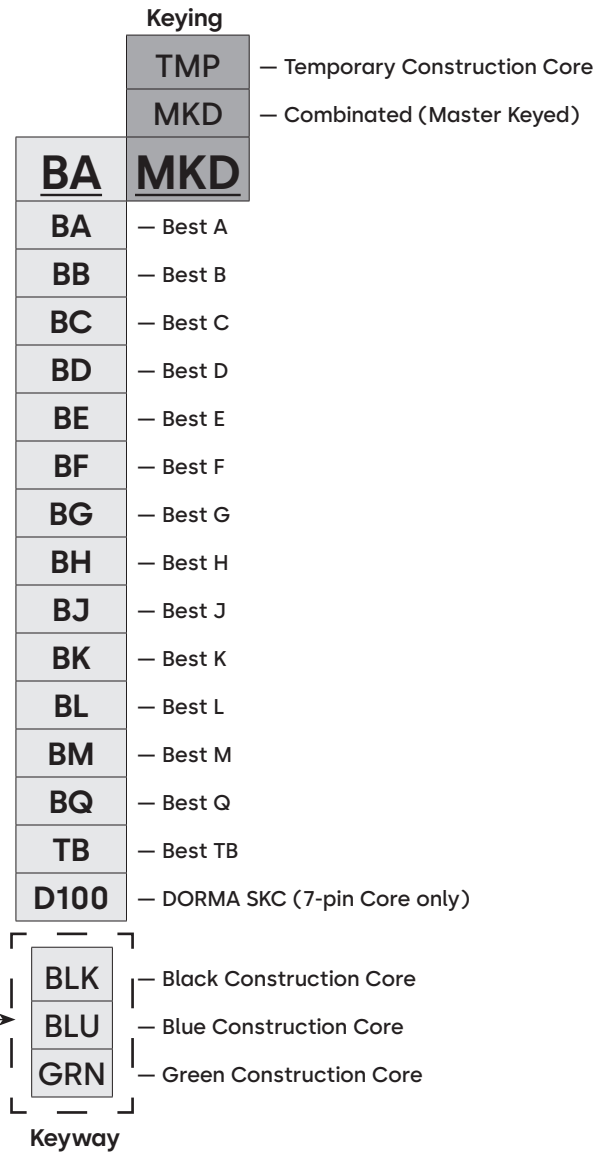 Keying
TMP — Temporary Construction Core
MKD — Combinated (Master Keyed)
BA MKD
BA — Best A
BB — Best B
BC — Best C
BD — Best D
BE — Best E
BF — Best F
BG — Best G
BH — Best H
BJ — Best J
BK — Best K
BL — Best L
BM — Best M
BQ — Best Q
TB — Best TB
D100 — DORMA SKC (7-pin Core only)
BLK — Black Construction Core
BLU — Blue Construction Core
GRN — Green Construction Core
Keyway